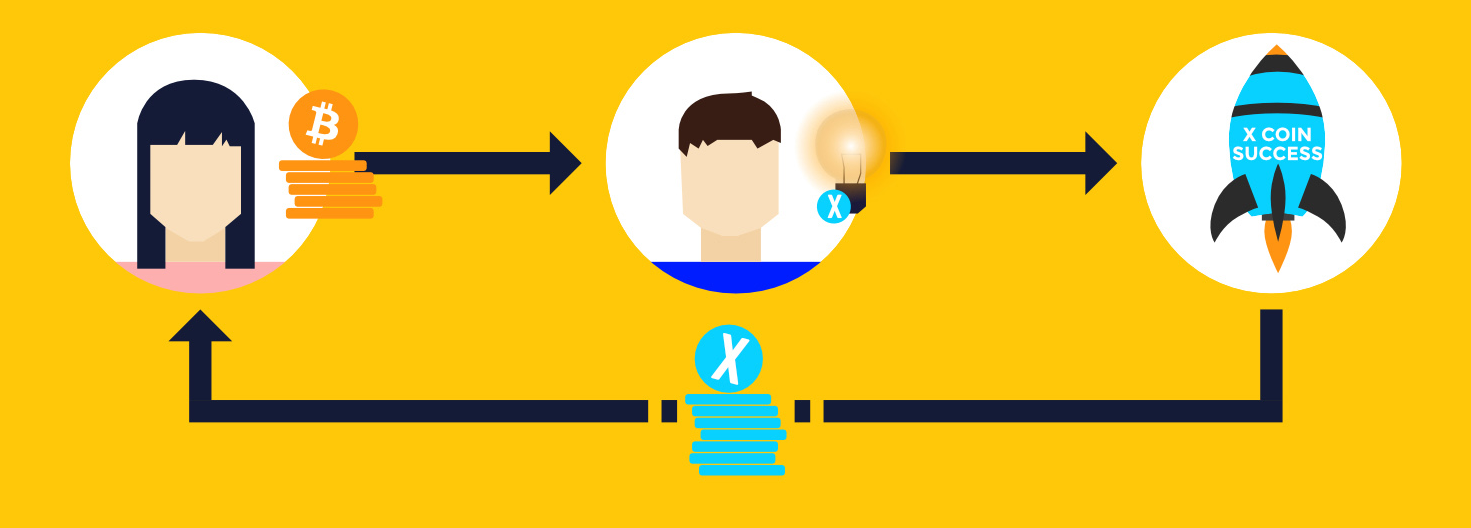 X
X COIN
SUCCESS
X